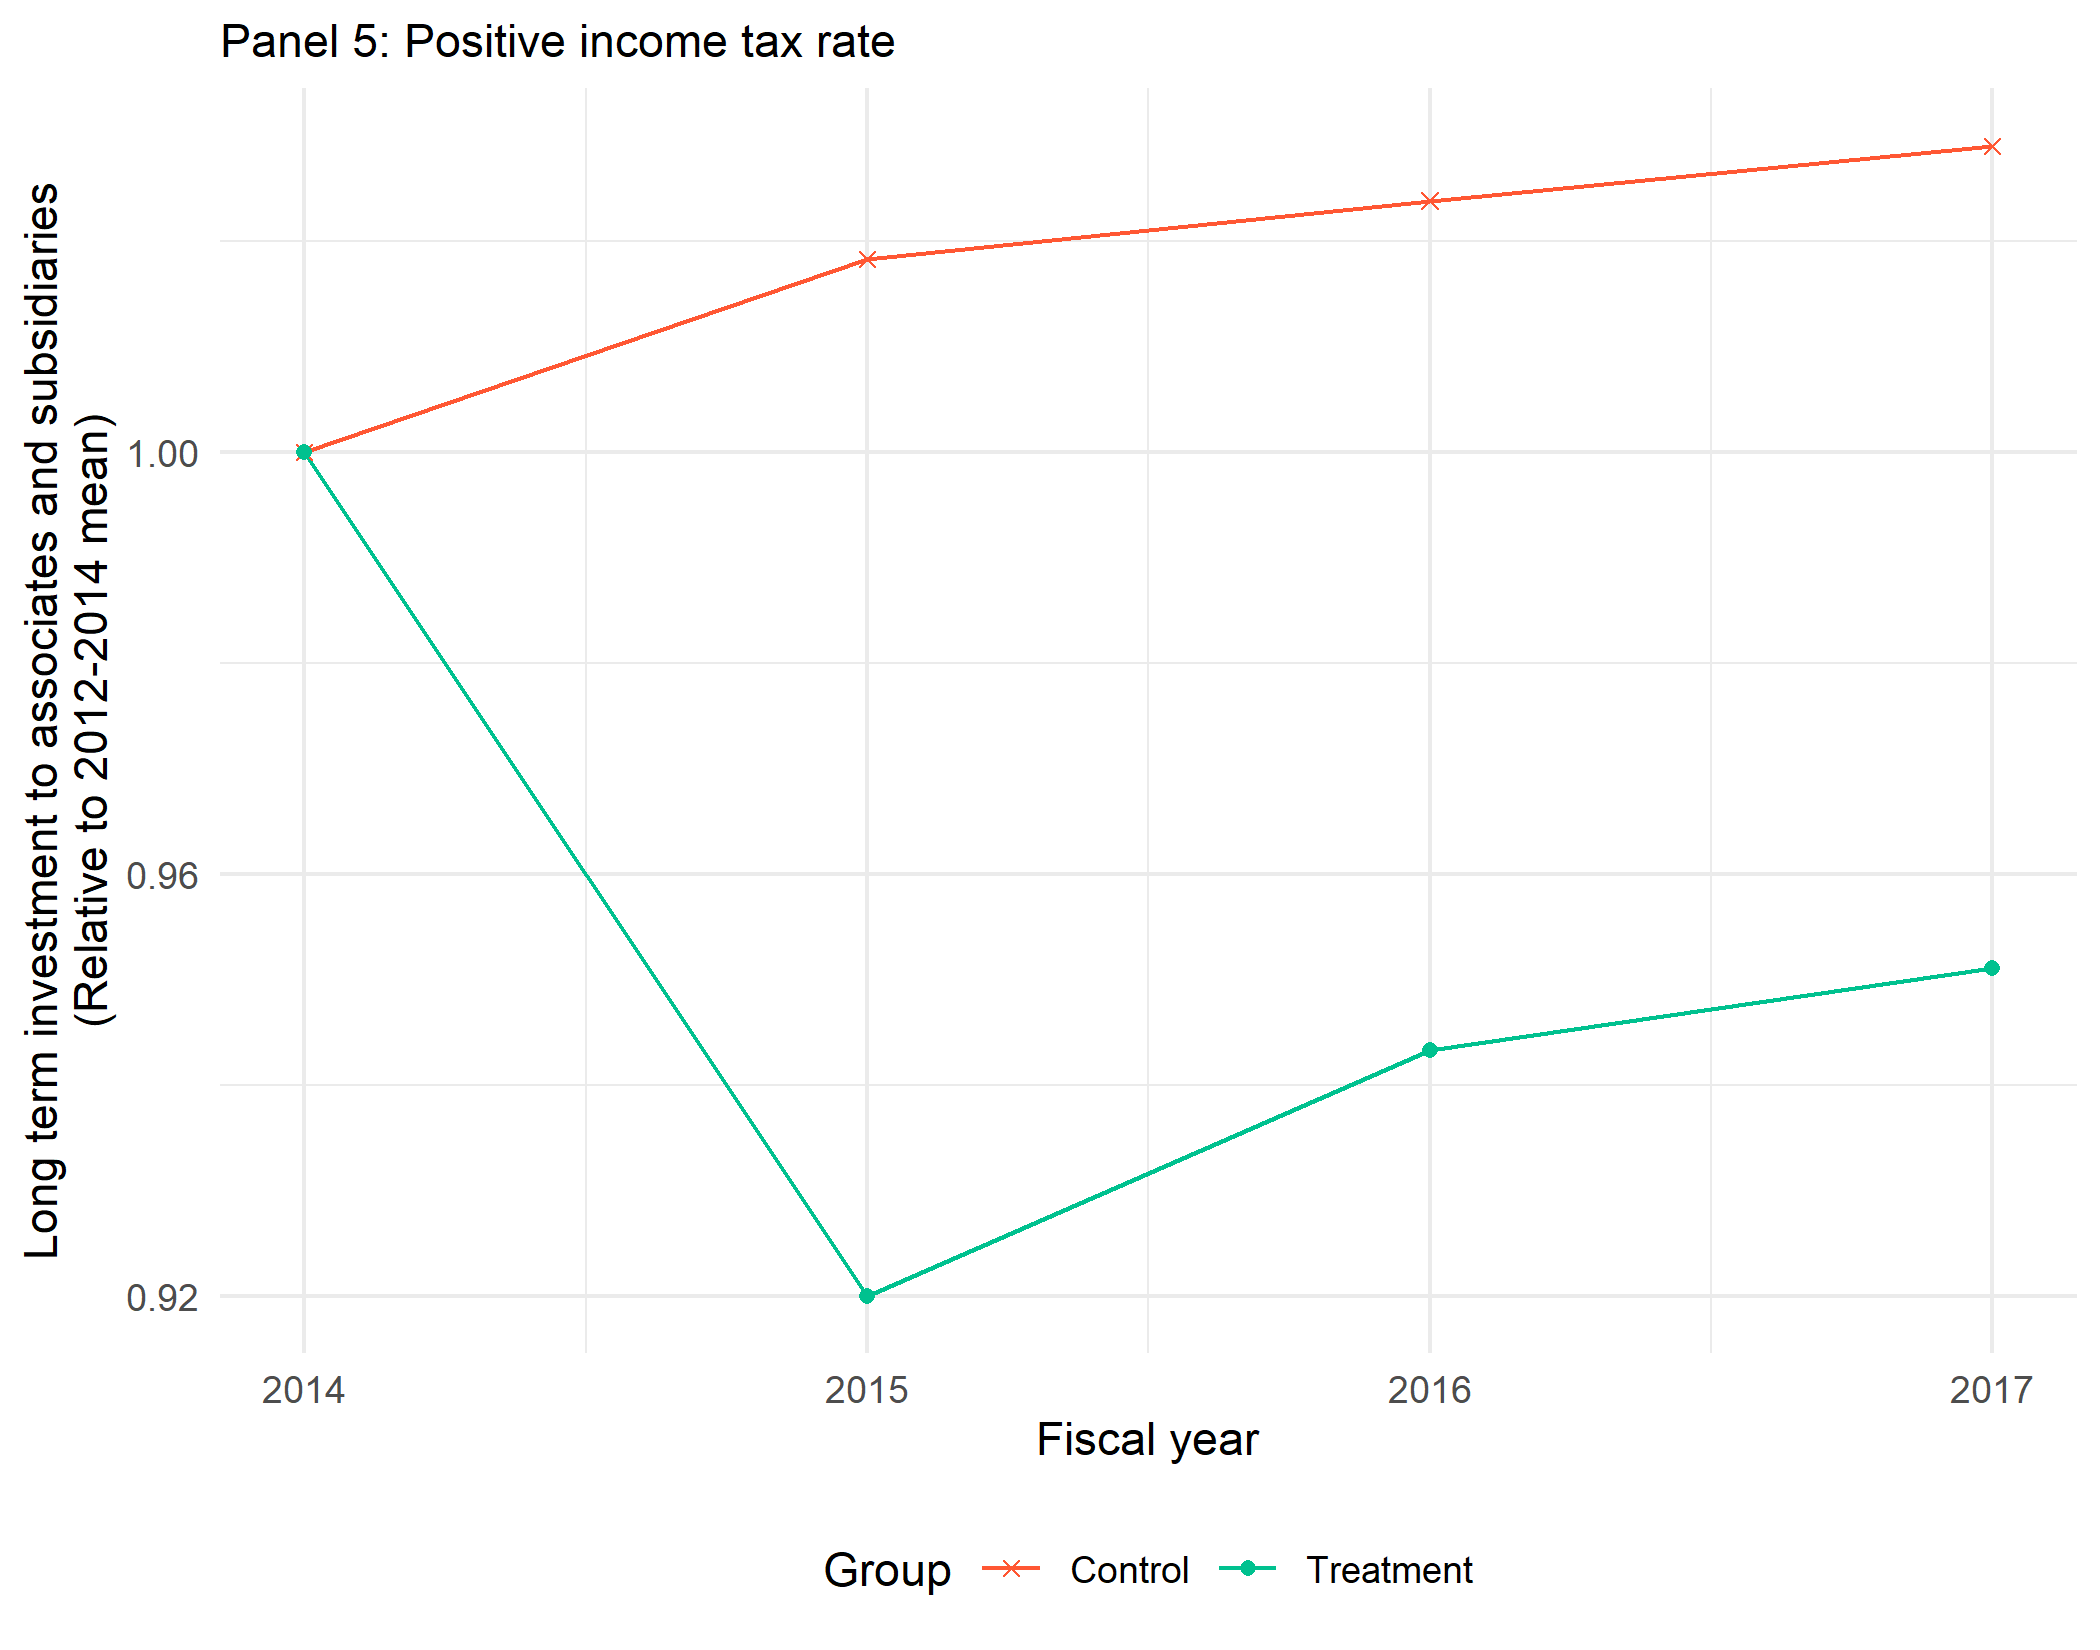 Panel 5: Positive income tax rate
Long term investment to associates and subsidiaries
(Relative to 2012-2014 mean)
1.00
0.96
0.92
2014 2015 2016 2017
Fiscal year
Group Control Treatment